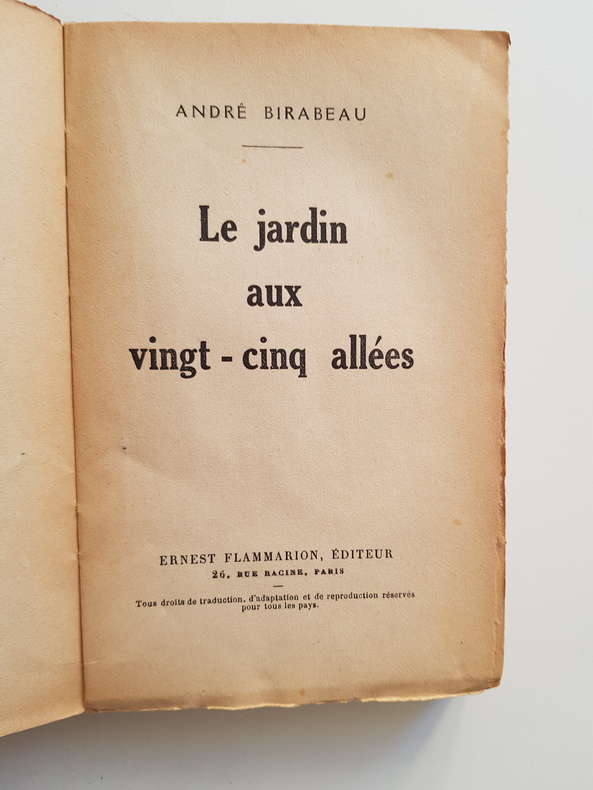 ANDRÉ BIRABEAU
Le jardin
aux
vingt-cinq allées
ERNEST FLAMMARION, ÉDITEUR
26, RUE RACINE, PARIS
Tous droits de traduction, d'adaptation et de reproduction réservés
pour tous les pays.